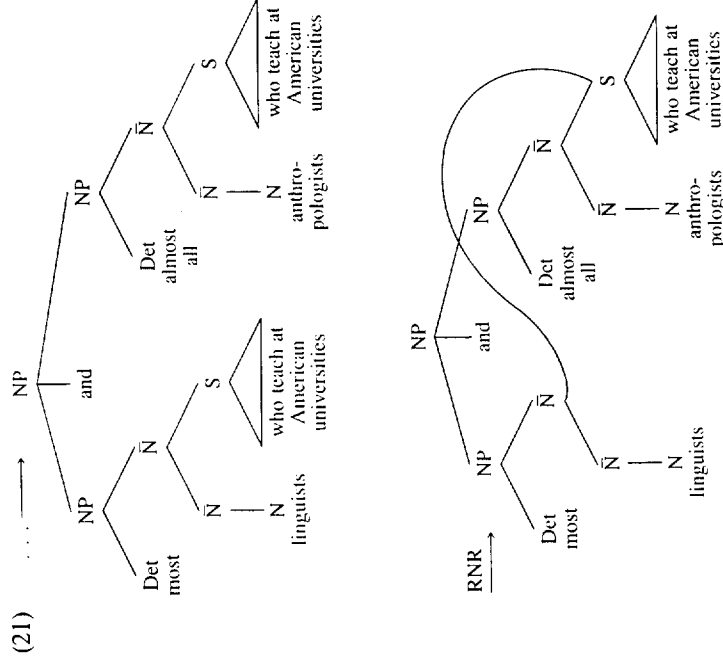 (21) .... →
NP
NP and NP
Det N̄ Det N̄
most almost all
N̄ S N̄ S
N who teach at American universities N who teach at American universities
linguists anthro-pologists
RNR →
NP
NP and NP
Det N̄ Det N̄
most almost all
N̄ N̄ S
N N who teach at American universities
linguists anthro-pologists